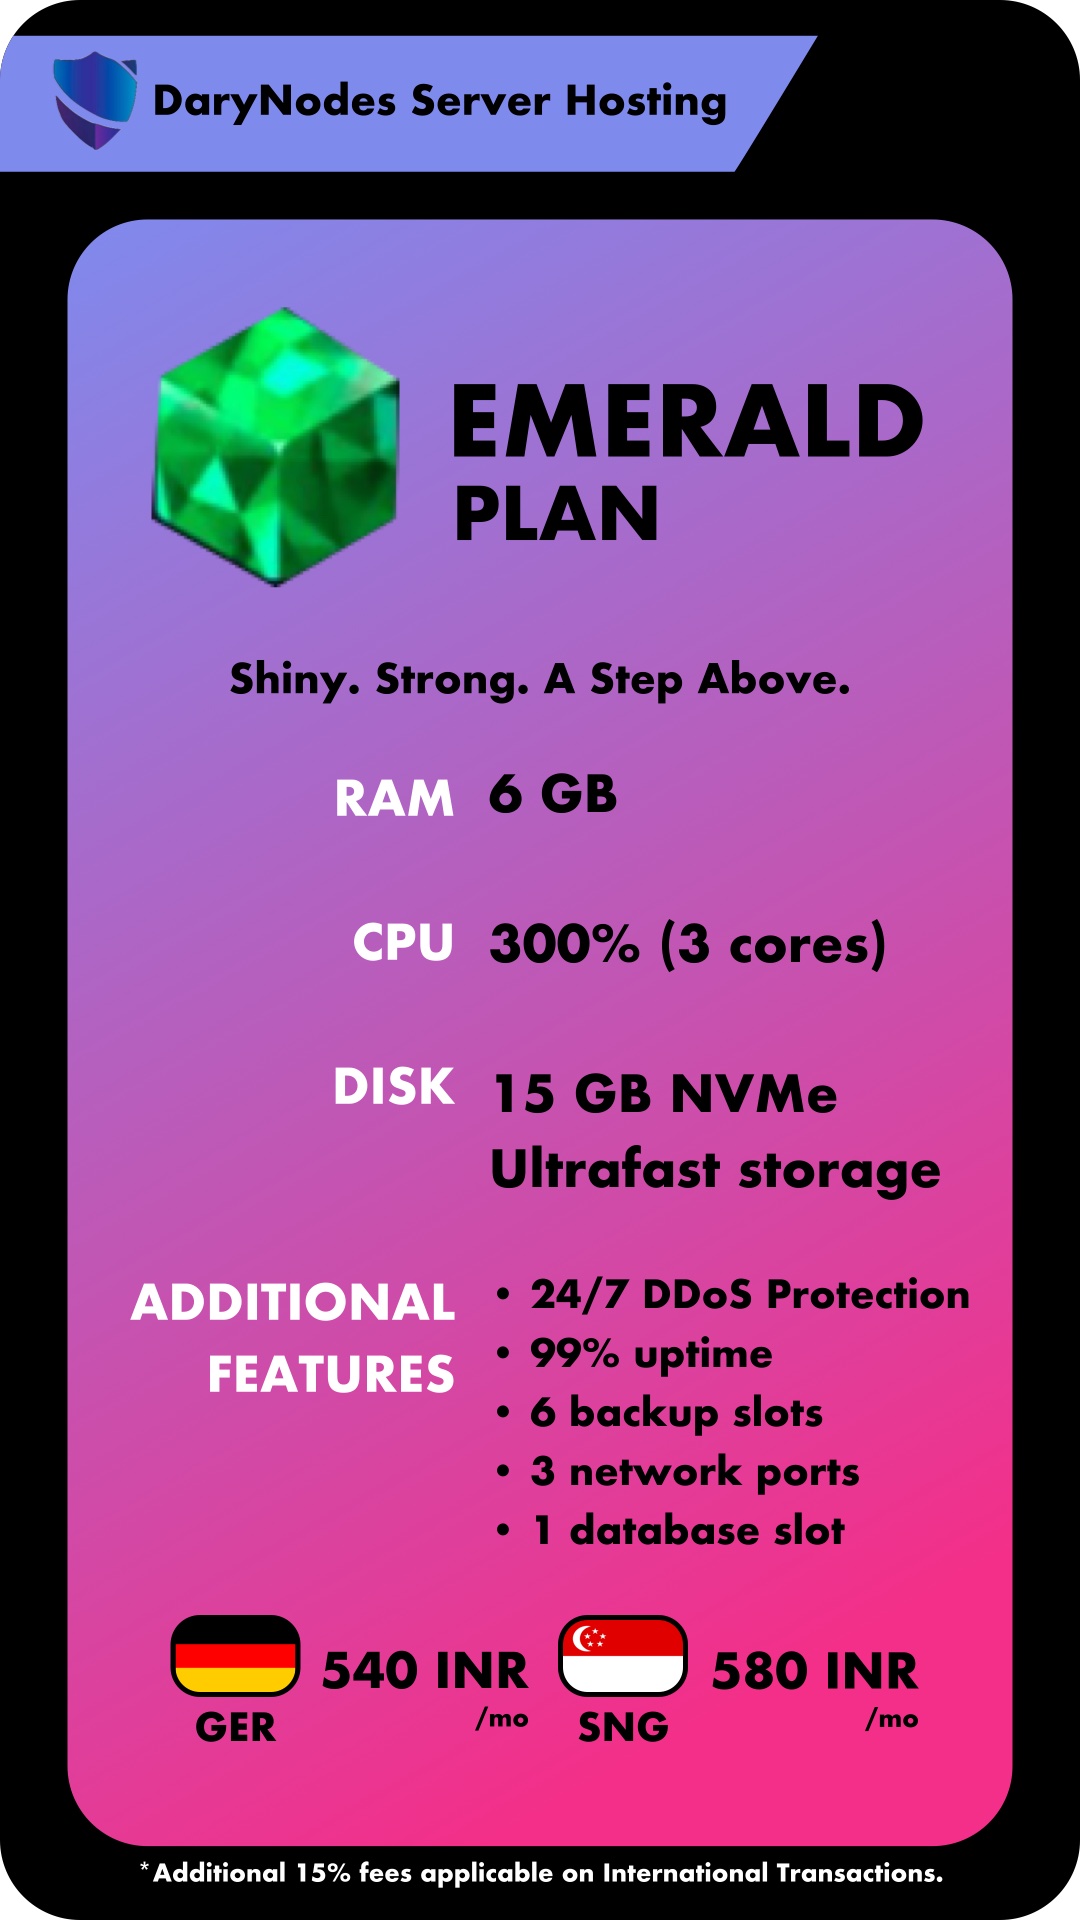 DaryNodes Server Hosting
EMERALD
PLAN
Shiny. Strong. A Step Above.
RAM 6 GB
CPU 300% (3 cores)
DISK 15 GB NVMe
Ultrafast storage
ADDITIONAL
FEATURES
• 24/7 DDoS Protection
• 99% uptime
• 6 backup slots
• 3 network ports
• 1 database slot
GER 540 INR
/mo
SNG 580 INR
/mo
*Additional 15% fees applicable on International Transactions.